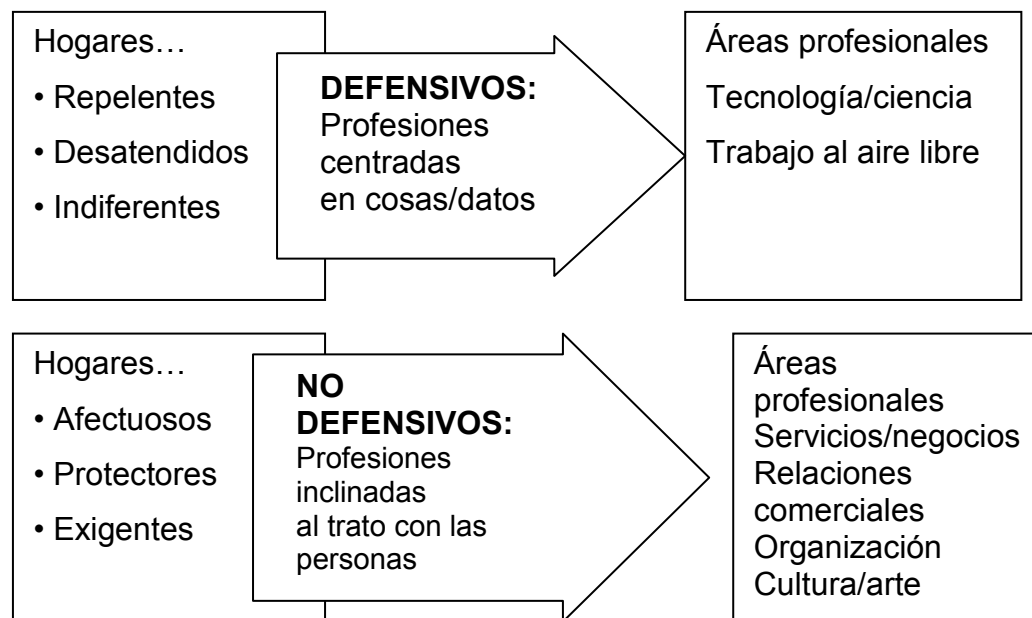 Hogares…
• Repelentes
• Desatendidos
• Indiferentes
DEFENSIVOS:
Profesiones
centradas
en cosas/datos
Áreas profesionales
Tecnología/ciencia
Trabajo al aire libre
Hogares…
• Afectuosos
• Protectores
• Exigentes
NO
DEFENSIVOS:
Profesiones
inclinadas
al trato con las
personas
Áreas
profesionales
Servicios/negocios
Relaciones
comerciales
Organización
Cultura/arte